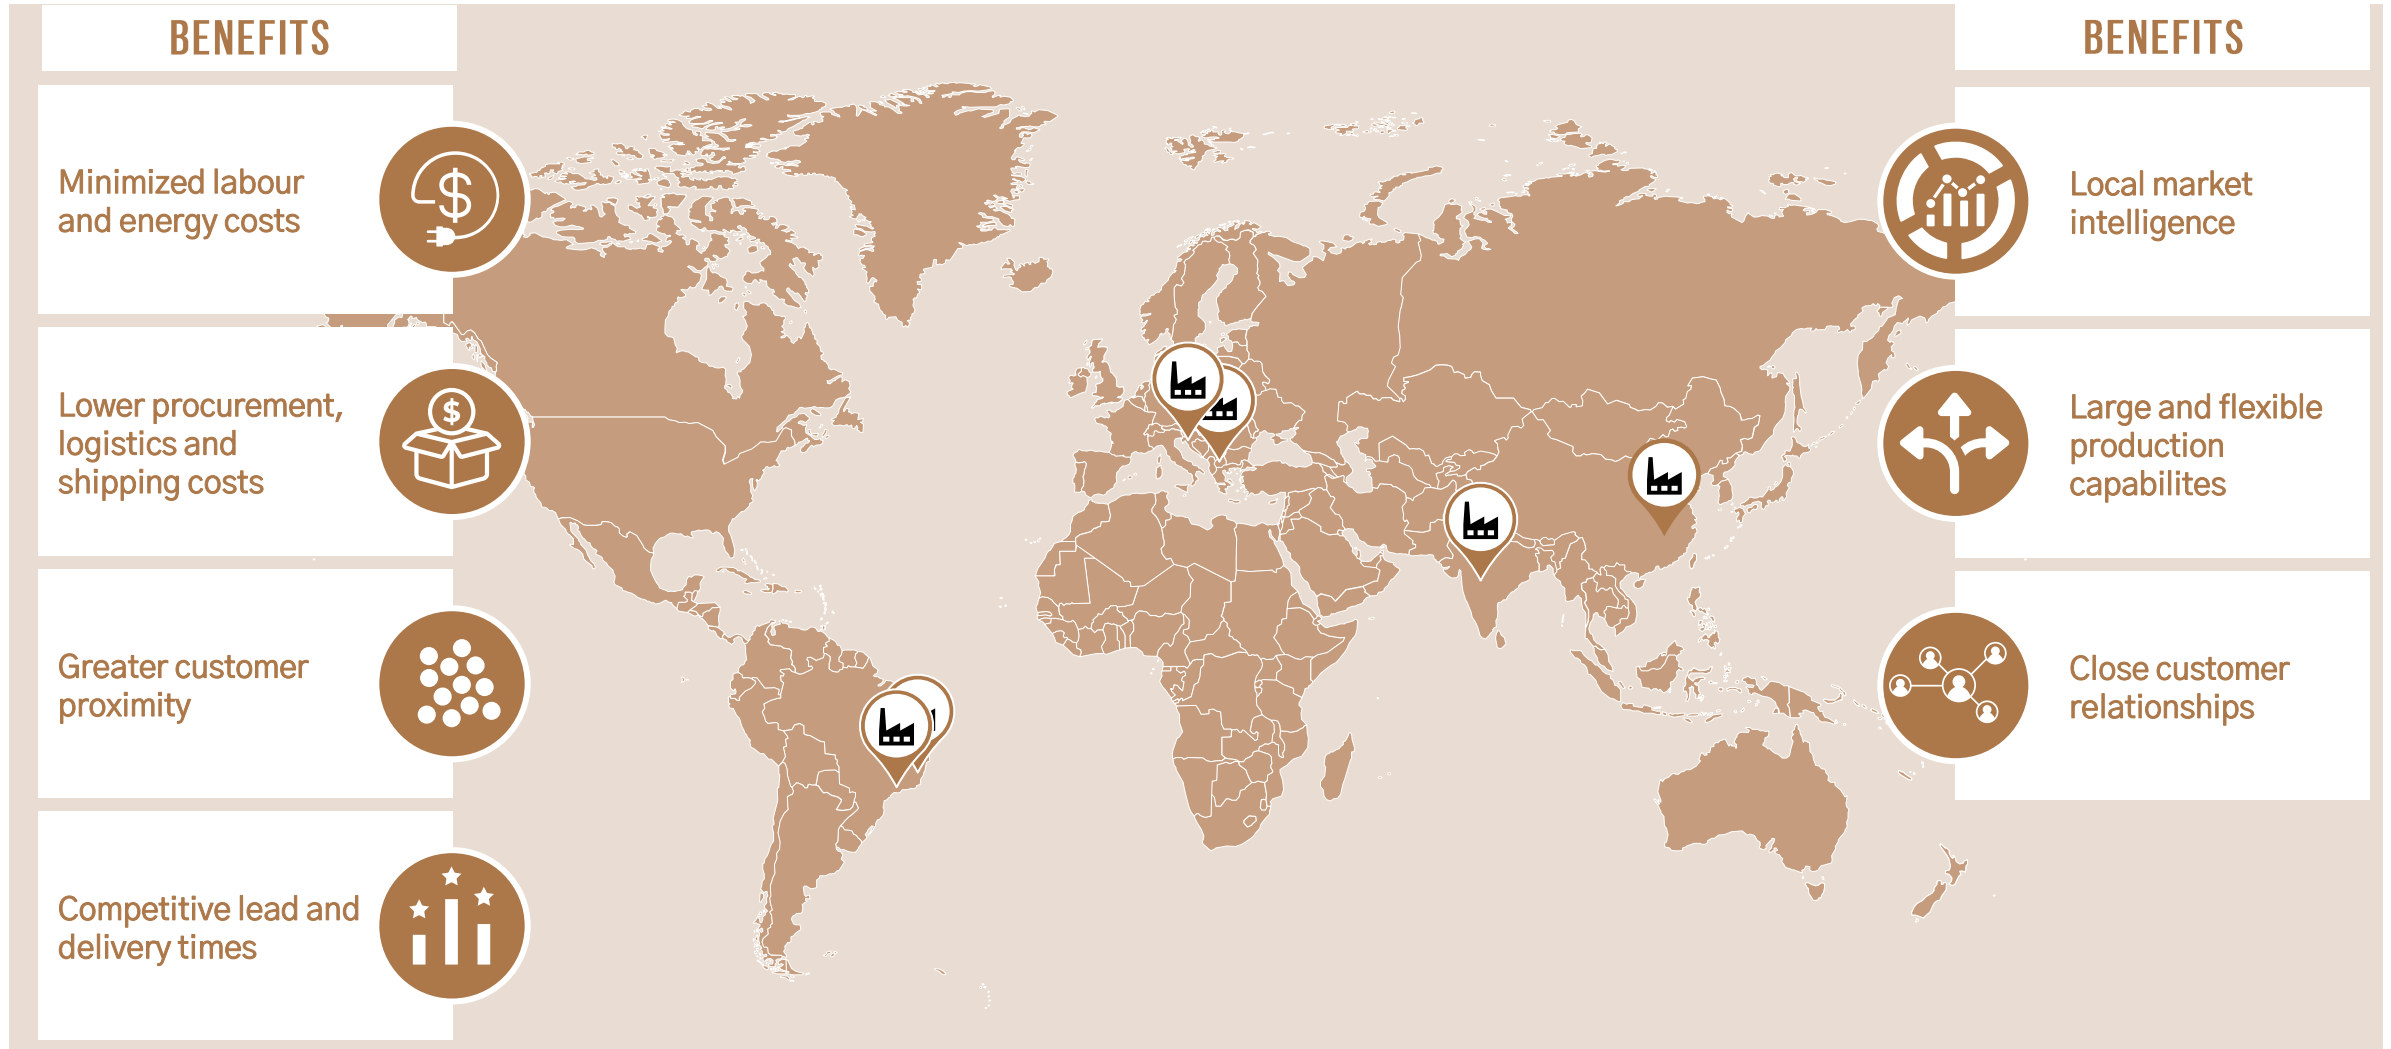 BENEFITS
Minimized labour
and energy costs
$
Lower procurement,
logistics and
shipping costs
$
Greater customer
proximity
Competitive lead and
delivery times
BENEFITS
Local market
intelligence
Large and flexible
production
capabilites
Close customer
relationships